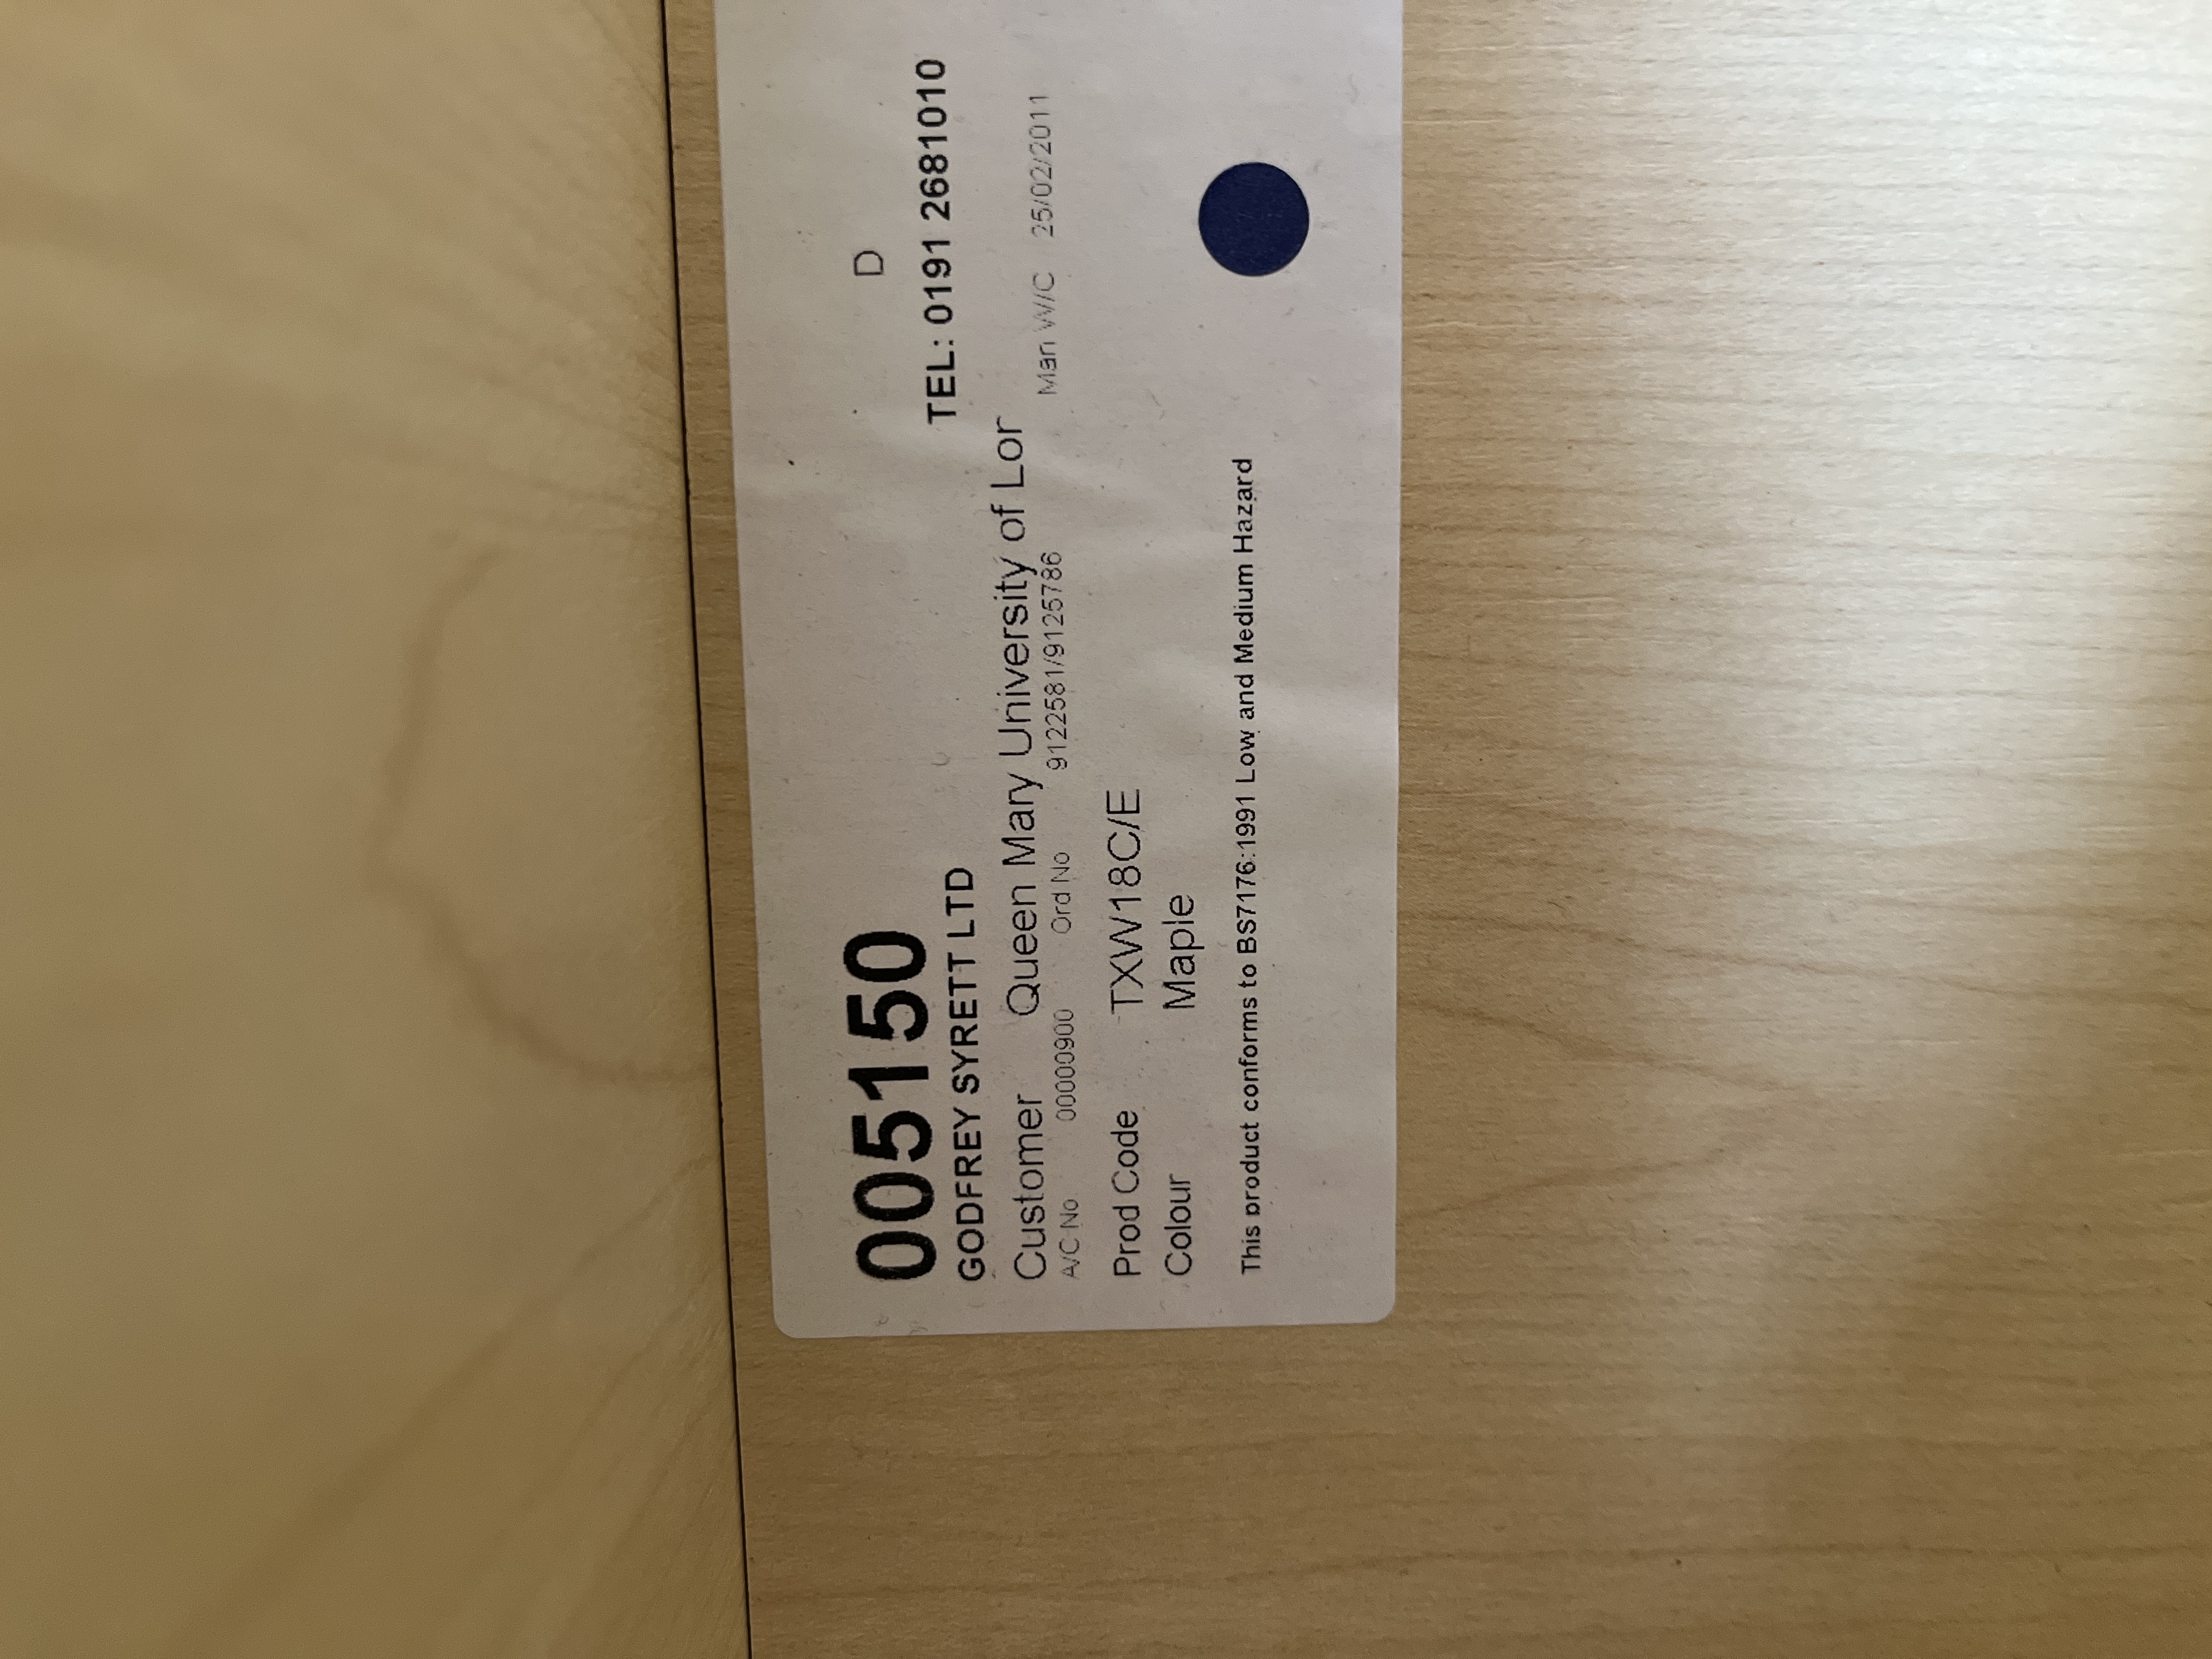 D
005150
GODFREY SYRETT LTD TEL: 0191 2681010
Customer Queen Mary University of Lor
A/C No 00000900 Ord No 9122581/9125786 Man W/C 25/02/2011
Prod Code TXW18C/E
Colour Maple
This product conforms to BS7176:1991 Low and Medium Hazard